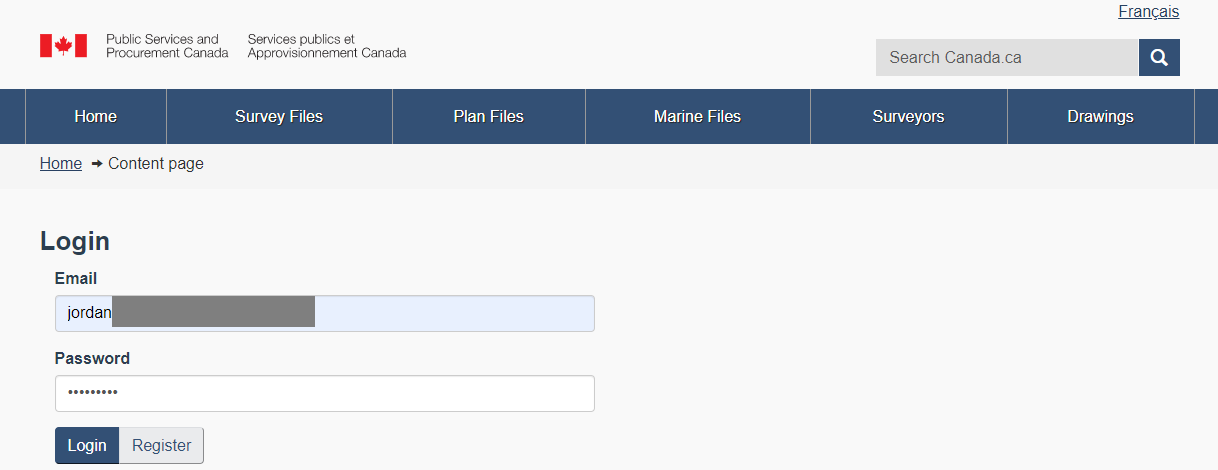 Français
Public Services and Services publics et
Procurement Canada Approvisionnement Canada
Search Canada.ca
Home Survey Files Plan Files Marine Files Surveyors Drawings
Home → Content page
Login
Email
jordan
Password
•••••••••
Login Register